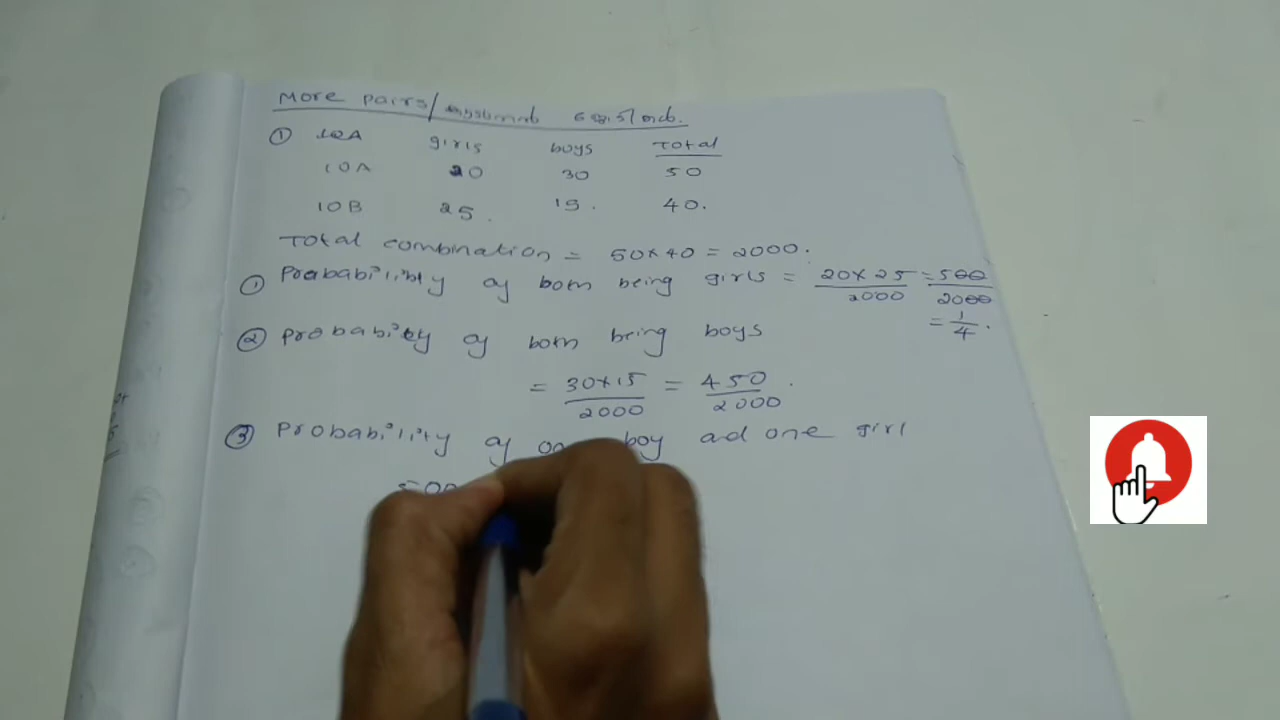 More Pairs/
① 10A girls boys Total
10A 20 30 50
10B 25. 15. 40.
Total combination = 50×40 = 2000.
① Probability of both being girls = 20×25/2000 = 500/2000
= 1/4.
② Probability of both being boys
= 30×15/2000 = 450/2000.
③ Probability of boy ad one girl